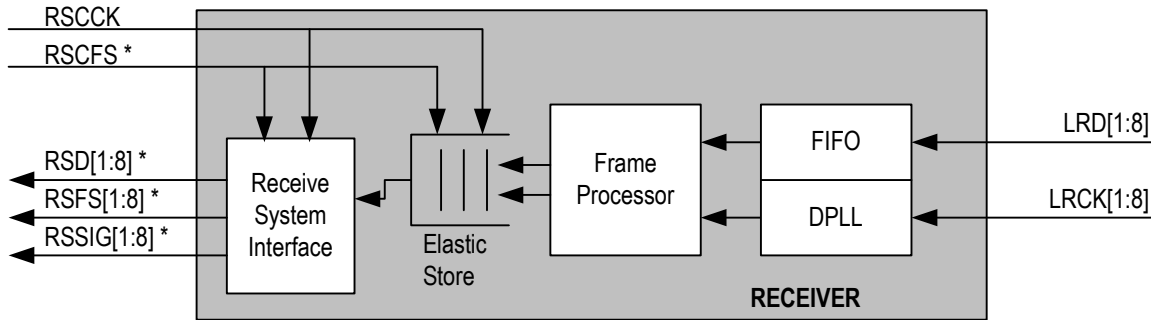 RSCCK
RSCFS *
RSD[1:8] *
RSFS[1:8] *
RSSIG[1:8] *
Receive
System
Interface
Elastic
Store
Frame
Processor
FIFO
DPLL
LRD[1:8]
LRCK[1:8]
RECEIVER